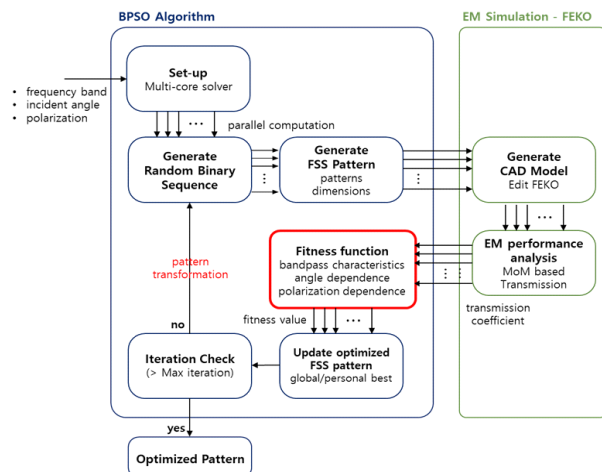 BPSO Algorithm
EM Simulation - FEKO
• frequency band
• incident angle
• polarization
Set-up
Multi-core solver
parallel computation
Generate
Random Binary
Sequence
Generate
FSS Pattern
patterns
dimensions
Generate
CAD Model
Edit FEKO
pattern
transformation
Fitness function
bandpass characteristics
angle dependence
polarization dependence
EM performance
analysis
MoM based
Transmission
transmission
coefficient
fitness value
no
Iteration Check
(> Max iteration)
Update optimized
FSS pattern
global/personal best
yes
Optimized Pattern